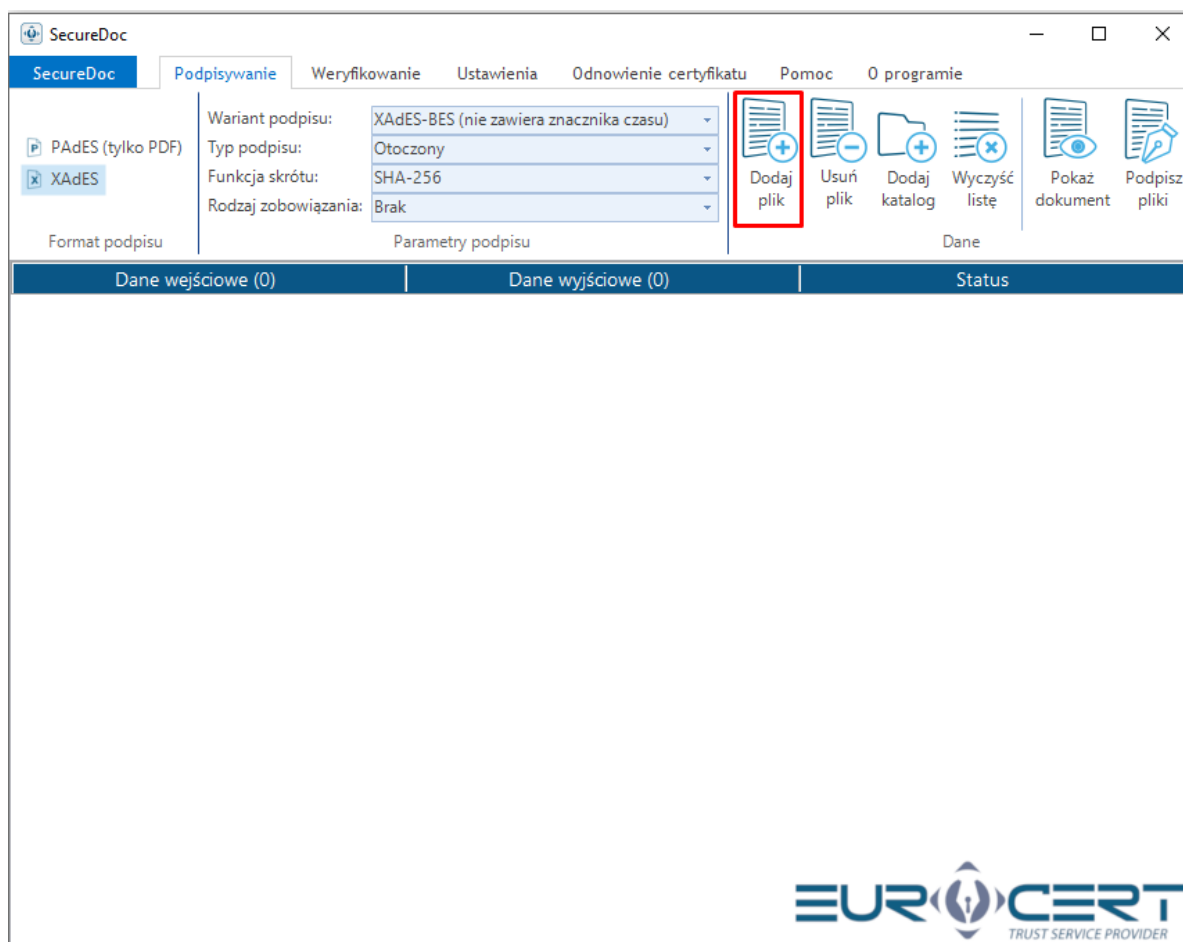 SecureDoc
SecureDoc Podpisywanie Weryfikowanie Ustawienia Odnowienie certyfikatu Pomoc O programie
PAdES (tylko PDF)
XAdES
Format podpisu
Wariant podpisu: XAdES-BES (nie zawiera znacznika czasu)
Typ podpisu: Otoczony
Funkcja skrótu: SHA-256
Rodzaj zobowiązania: Brak
Parametry podpisu
Dodaj plik
Usuń plik
Dodaj katalog
Wyczyść listę
Pokaż dokument
Podpisz pliki
Dane
Dane wejściowe (0) Dane wyjściowe (0) Status
EUROCERT
TRUST SERVICE PROVIDER